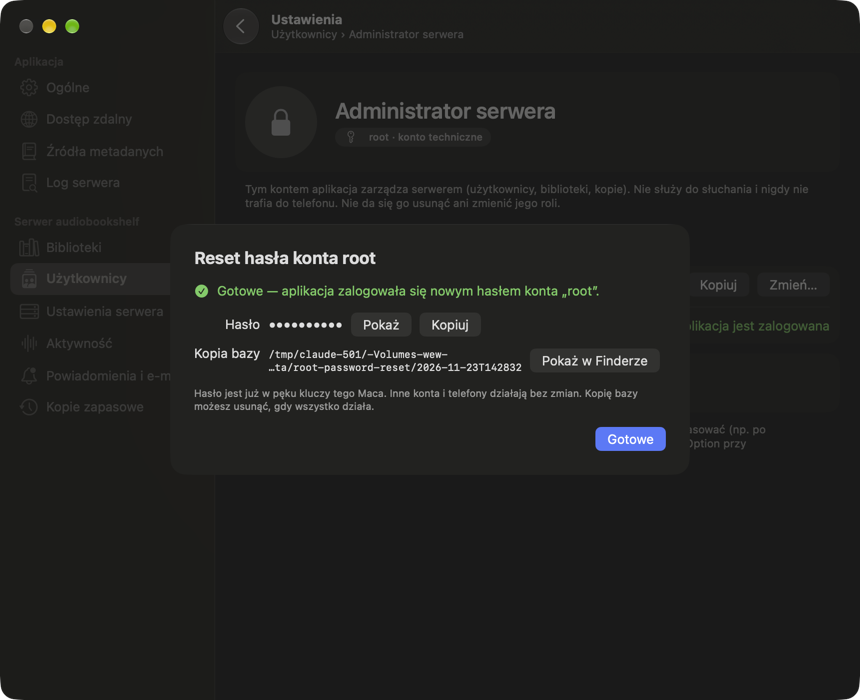 Ustawienia
Użytkownicy › Administrator serwera
Aplikacja
Ogólne
Dostęp zdalny
Źródła metadanych
Log serwera
Serwer audiobookshelf
Biblioteki
Użytkownicy
Ustawienia serwera
Aktywność
Powiadomienia i e-m
Kopie zapasowe
Administrator serwera
root · konto techniczne
Tym kontem aplikacja zarządza serwerem (użytkownicy, biblioteki, kopie). Nie służy do słuchania i nigdy nie
trafia do telefonu. Nie da się go usunąć ani zmienić jego roli.
Kopiuj Zmień...
plikacja jest zalogowana
asować (np. po
Option przy
Reset hasła konta root
Gotowe — aplikacja zalogowała się nowym hasłem konta „root”.
Hasło •••••••••• Pokaż Kopiuj
Kopia bazy /tmp/claude-501/-Volumes-wew-
…ta/root-password-reset/2026-11-23T142832 Pokaż w Finderze
Hasło jest już w pęku kluczy tego Maca. Inne konta i telefony działają bez zmian. Kopię bazy
możesz usunąć, gdy wszystko działa.
Gotowe